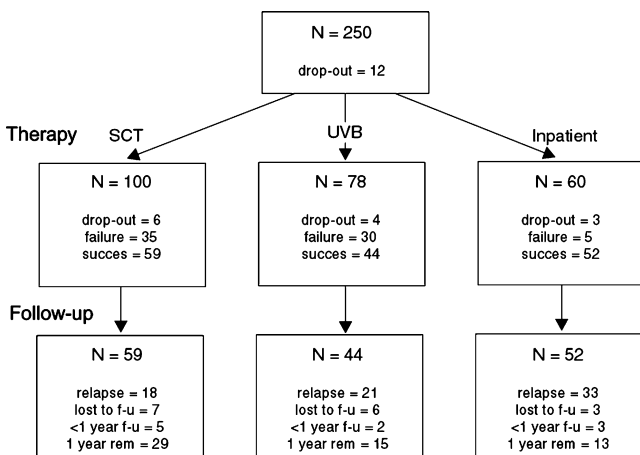 N = 250
drop-out = 12
Therapy
SCT
UVB
Inpatient
N = 100
drop-out = 6
failure = 35
succes = 59
N = 78
drop-out = 4
failure = 30
succes = 44
N = 60
drop-out = 3
failure = 5
succes = 52
Follow-up
N = 59
relapse = 18
lost to f-u = 7
<1 year f-u = 5
1 year rem = 29
N = 44
relapse = 21
lost to f-u = 6
<1 year f-u = 2
1 year rem = 15
N = 52
relapse = 33
lost to f-u = 3
<1 year f-u = 3
1 year rem = 13